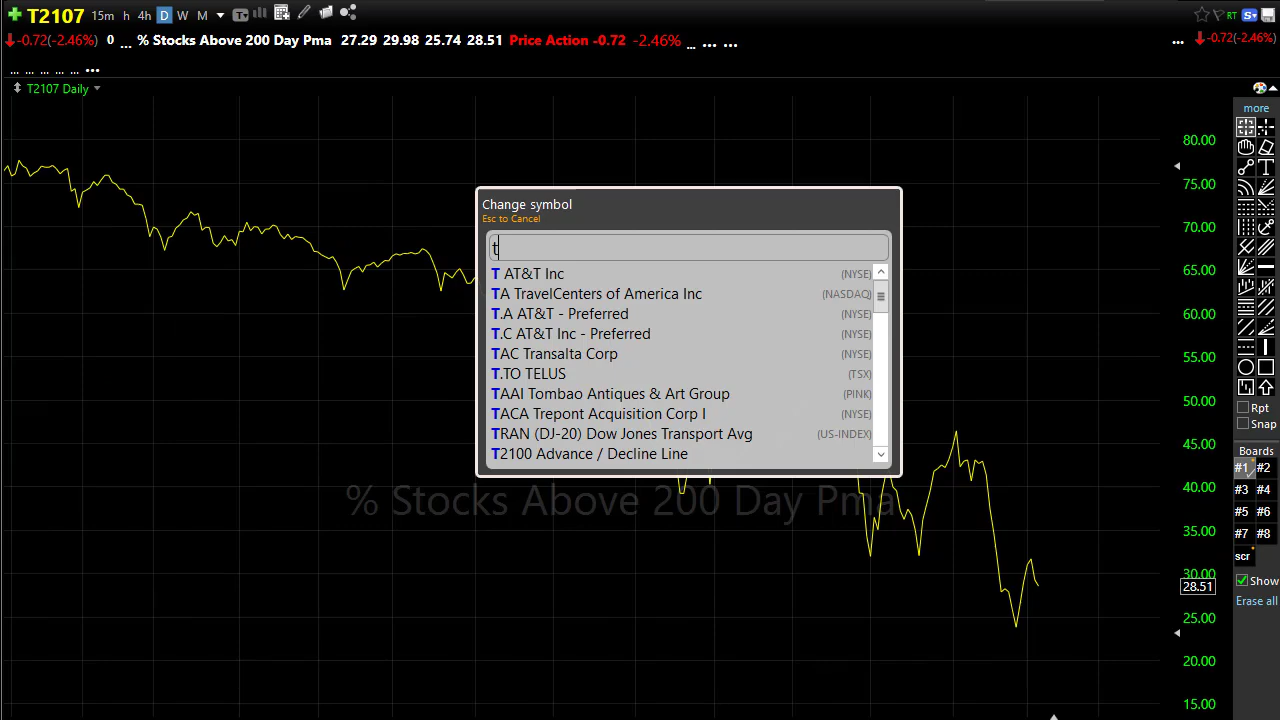 T2107 15m h 4h D W M T RT S
-0.72(-2.46%) 0 ... % Stocks Above 200 Day Pma 27.29 29.98 25.74 28.51 Price Action -0.72 -2.46% ... ... ... ... -0.72(-2.46%)
... ... ... ... ... ...
T2107 Daily
more
80.00
75.00
70.00
65.00
60.00
55.00
50.00
45.00
40.00
35.00
30.00
28.51
25.00
20.00
15.00
Change symbol
Esc to Cancel
t
T AT&T Inc (NYSE)
TA TravelCenters of America Inc (NASDAQ)
T.A AT&T - Preferred (NYSE)
T.C AT&T Inc - Preferred (NYSE)
TAC Transalta Corp (NYSE)
T.TO TELUS (TSX)
TAAI Tombao Antiques & Art Group (PINK)
TACA Trepont Acquisition Corp I (NYSE)
TRAN (DJ-20) Dow Jones Transport Avg (US-INDEX)
T2100 Advance / Decline Line
% Stocks Above 200 Day Pma
T
Rpt
Snap
Boards
#1 #2
#3 #4
#5 #6
#7 #8
scr
Show
Erase all